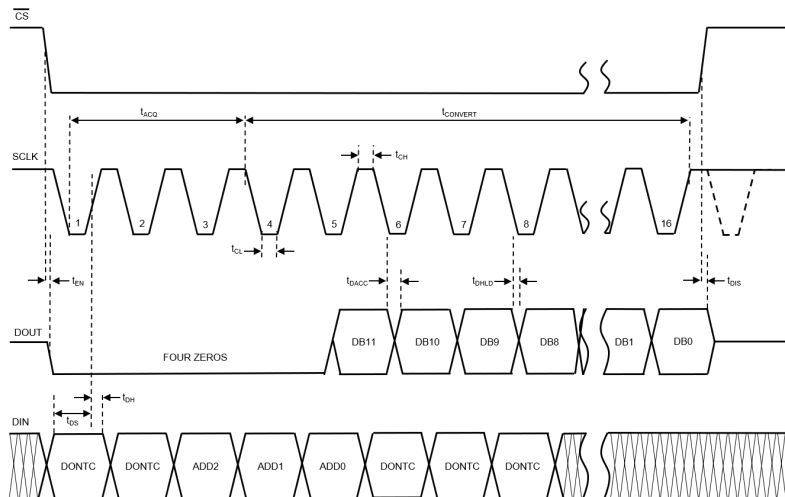 CS
tACQ
tCONVERT
SCLK
tCH
1 2 3 4 5 6 7 8 16
tCL
tEN
tDACC
tDHLD
tDIS
DOUT
FOUR ZEROS
DB11 DB10 DB9 DB8 DB1 DB0
tDH
tDS
DIN
DONTC DONTC ADD2 ADD1 ADD0 DONTC DONTC DONTC